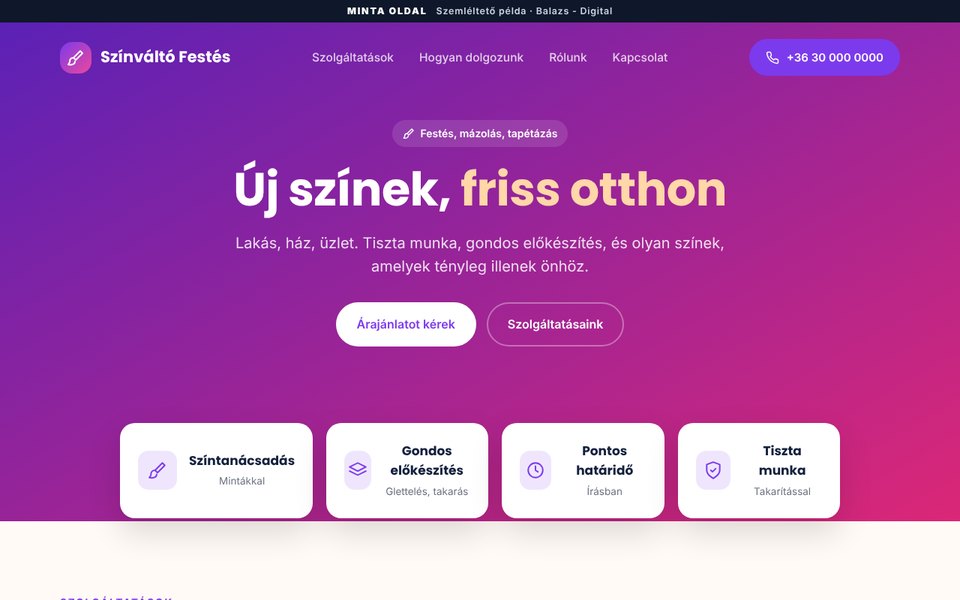 MINTA OLDAL Szemléltető példa · Balazs - Digital
Színváltó Festés
Szolgáltatások
Hogyan dolgozunk
Rólunk
Kapcsolat
+36 30 000 0000
Festés, mázolás, tapétázás
Új színek, friss otthon
Lakás, ház, üzlet. Tiszta munka, gondos előkészítés, és olyan színek,
amelyek tényleg illenek önhöz.
Árajánlatot kérek
Szolgáltatásaink
Színtanácsadás
Mintákkal
Gondos
előkészítés
Glettelés, takarás
Pontos
határidő
Írásban
Tiszta
munka
Takarítással